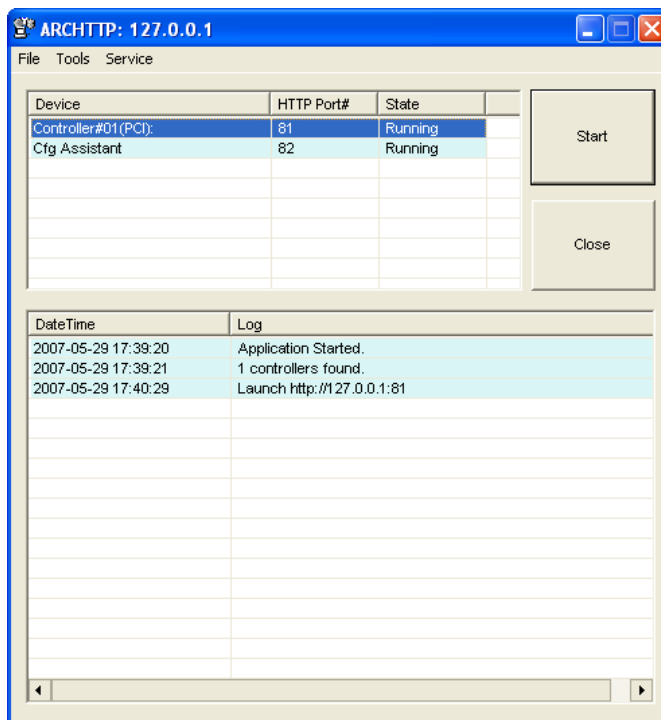 ARCHTTP: 127.0.0.1
File Tools Service
Device HTTP Port# State
Controller#01(PCI): 81 Running
Cfg Assistant 82 Running
Start
Close
DateTime Log
2007-05-29 17:39:20 Application Started.
2007-05-29 17:39:21 1 controllers found.
2007-05-29 17:40:29 Launch http://127.0.0.1:81